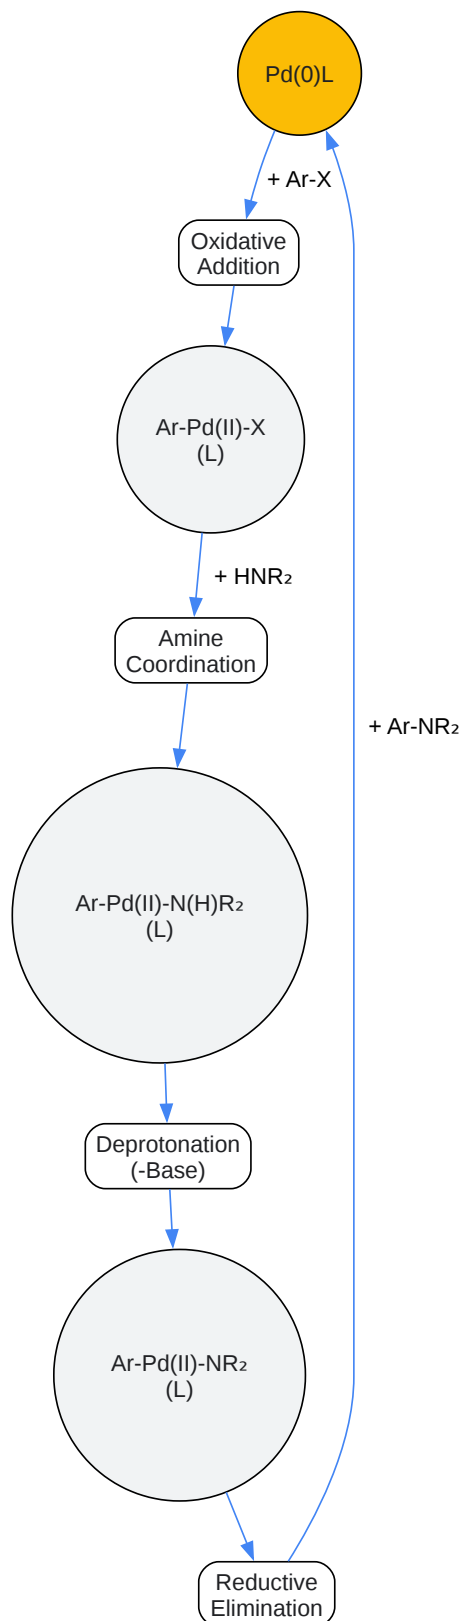 Pd(0)L
+ Ar-X
Oxidative
Addition
Ar-Pd(II)-X
(L)
+ HNR₂
Amine
Coordination
+ Ar-NR₂
Ar-Pd(II)-N(H)R₂
(L)
Deprotonation
(-Base)
Ar-Pd(II)-NR₂
(L)
Reductive
Elimination